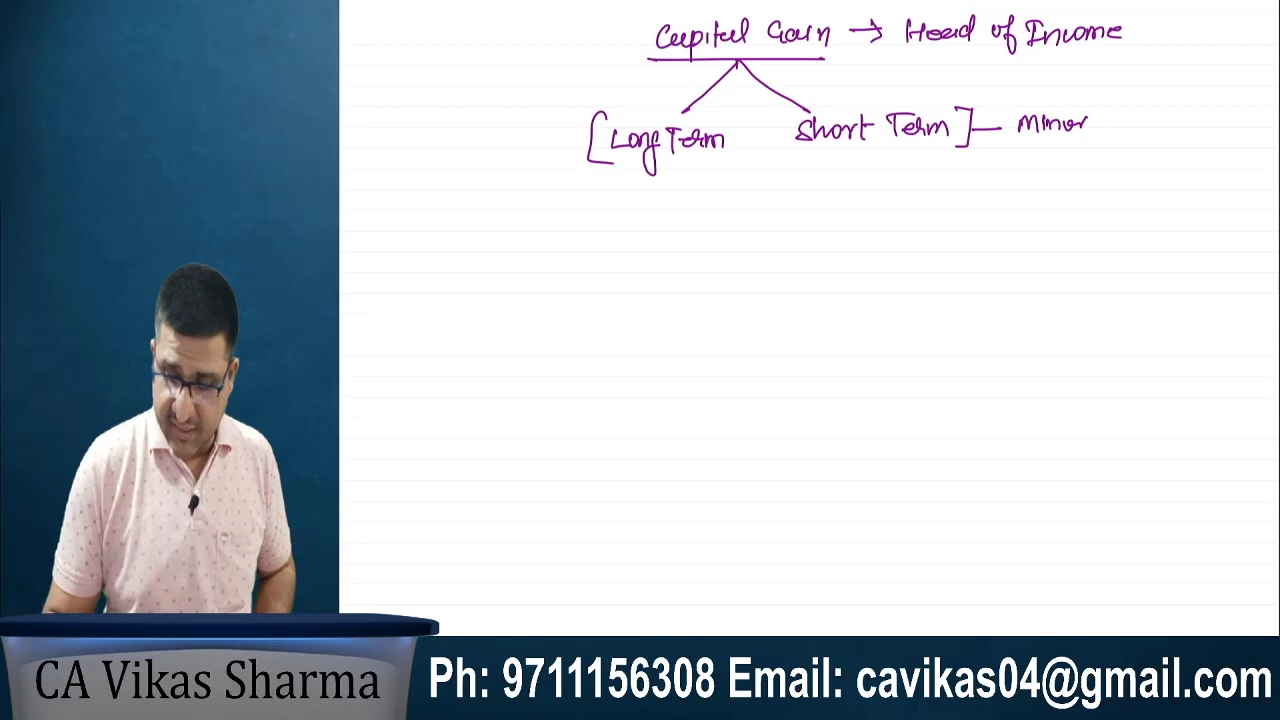 Capital Gain → Head of Income
[Long Term Short Term] — Minor
CA Vikas Sharma
Ph: 9711156308 Email: cavikas04@gmail.com